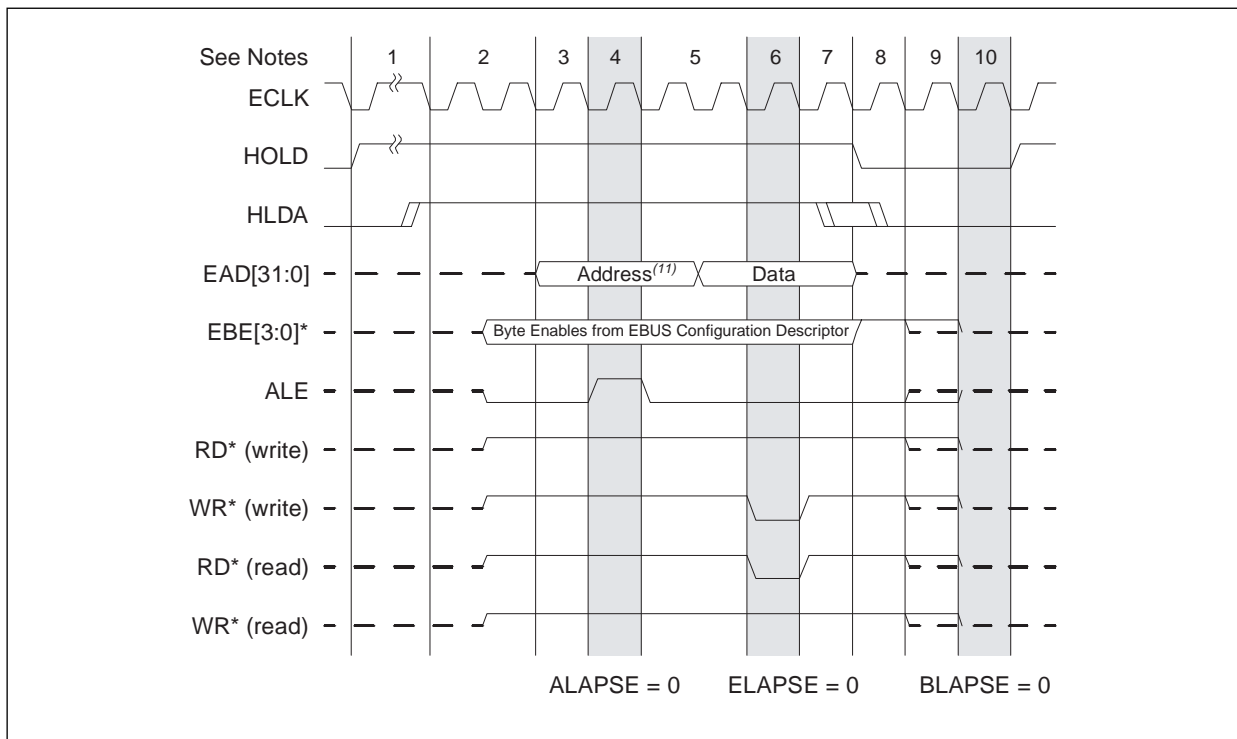 See Notes 1 2 3 4 5 6 7 8 9 10
ECLK
HOLD
HLDA
EAD[31:0] Address(11) Data
EBE[3:0]* Byte Enables from EBUS Configuration Descriptor
ALE
RD* (write)
WR* (write)
RD* (read)
WR* (read)
ALAPSE = 0 ELAPSE = 0 BLAPSE = 0